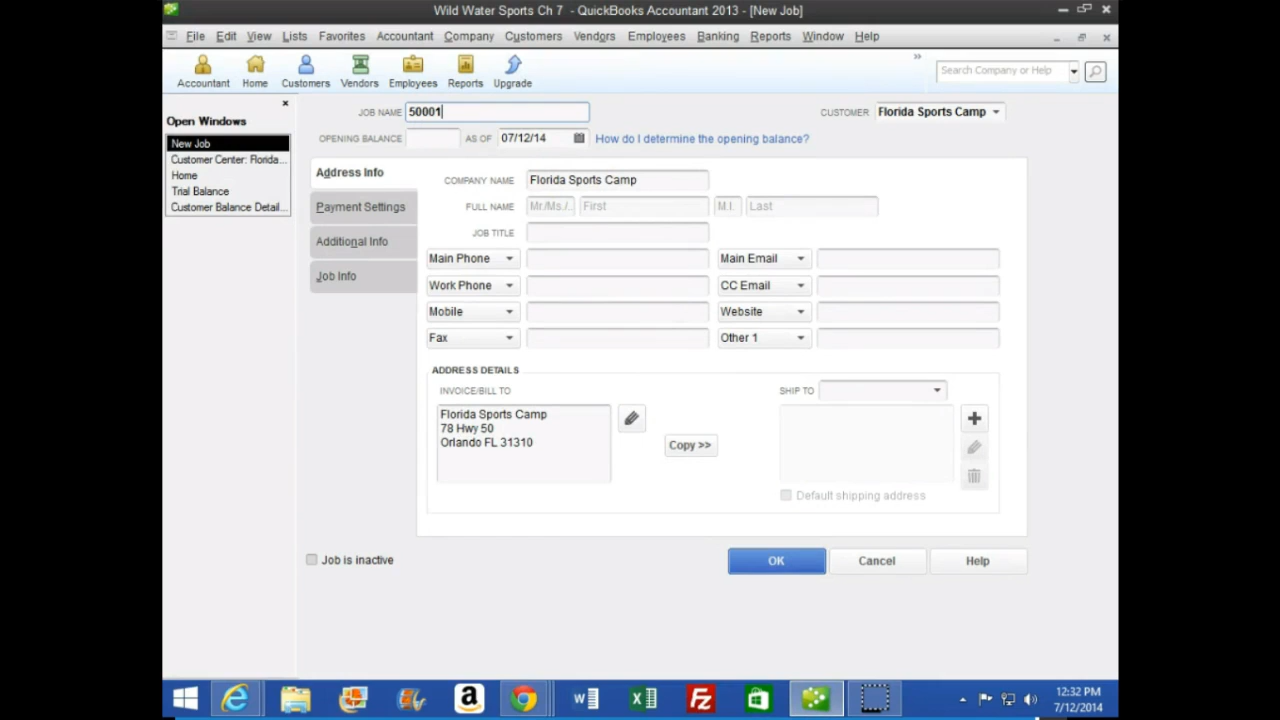 Wild Water Sports Ch 7 - QuickBooks Accountant 2013 - [New Job]
File Edit View Lists Favorites Accountant Company Customers Vendors Employees Banking Reports Window Help
Accountant Home Customers Vendors Employees Reports Upgrade
»
Search Company or Help
Open Windows
New Job
Customer Center: Florida...
Home
Trial Balance
Customer Balance Detail...
JOB NAME 50001
CUSTOMER Florida Sports Camp
OPENING BALANCE AS OF 07/12/14 How do I determine the opening balance?
Address Info
Payment Settings
Additional Info
Job Info
COMPANY NAME Florida Sports Camp
FULL NAME Mr./Ms./.. First M.I. Last
JOB TITLE
Main Phone Main Email
Work Phone CC Email
Mobile Website
Fax Other 1
ADDRESS DETAILS
INVOICE/BILL TO
Florida Sports Camp
78 Hwy 50
Orlando FL 31310
Copy >>
SHIP TO
Default shipping address
Job is inactive
OK Cancel Help
12:32 PM
7/12/2014